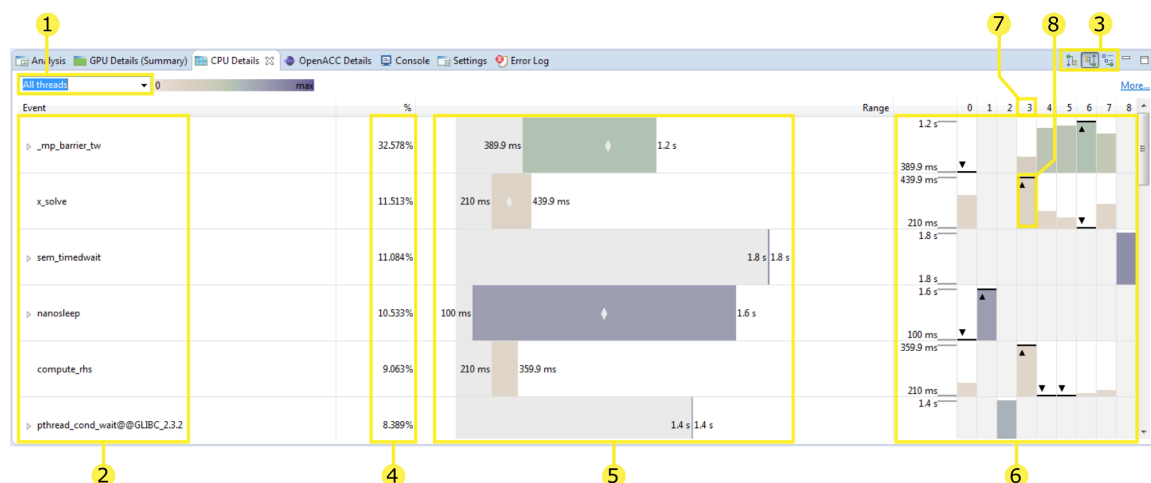 1
7
8
3
Analysis GPU Details (Summary) CPU Details OpenACC Details Console Settings Error Log
All threads 0 max More...
Event % Range 0 1 2 3 4 5 6 7 8
_mp_barrier_tw 32.578% 389.9 ms 1.2 s 1.2 s 389.9 ms
x_solve 11.513% 210 ms 439.9 ms 439.9 ms 210 ms
sem_timedwait 11.084% 1.8 s 1.8 s 1.8 s 1.8 s
nanosleep 10.533% 100 ms 1.6 s 1.6 s 100 ms
compute_rhs 9.063% 210 ms 359.9 ms 359.9 ms 210 ms
pthread_cond_wait@@GLIBC_2.3.2 8.389% 1.4 s 1.4 s 1.4 s
2
4
5
6